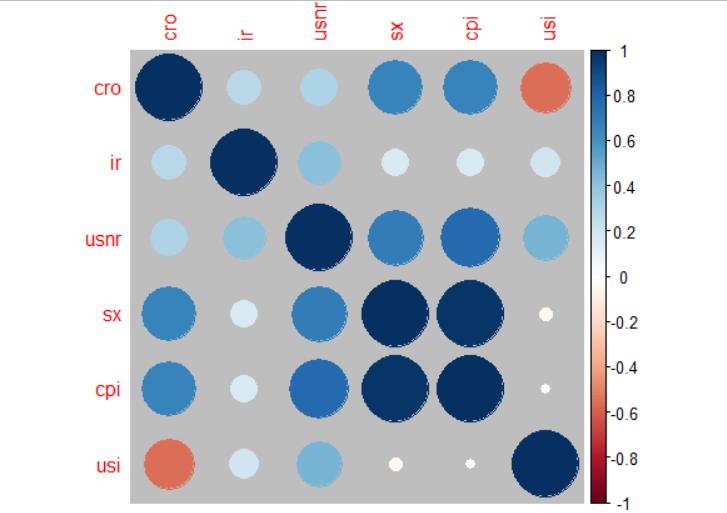 cro ir usnr sx cpi usi
cro
ir
usnr
sx
cpi
usi
1
0.8
0.6
0.4
0.2
0
-0.2
-0.4
-0.6
-0.8
-1